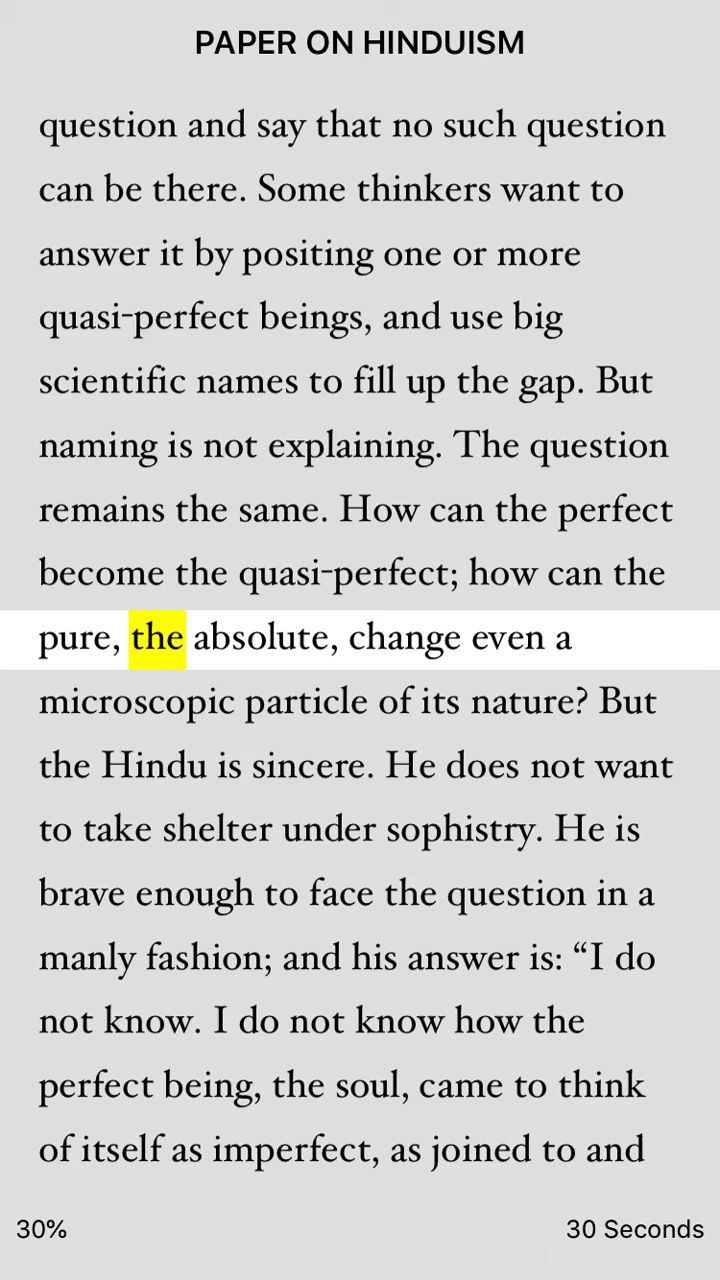 PAPER ON HINDUISM
question and say that no such question
can be there. Some thinkers want to
answer it by positing one or more
quasi-perfect beings, and use big
scientific names to fill up the gap. But
naming is not explaining. The question
remains the same. How can the perfect
become the quasi-perfect; how can the
pure, the absolute, change even a
microscopic particle of its nature? But
the Hindu is sincere. He does not want
to take shelter under sophistry. He is
brave enough to face the question in a
manly fashion; and his answer is: “I do
not know. I do not know how the
perfect being, the soul, came to think
of itself as imperfect, as joined to and
30%
30 Seconds